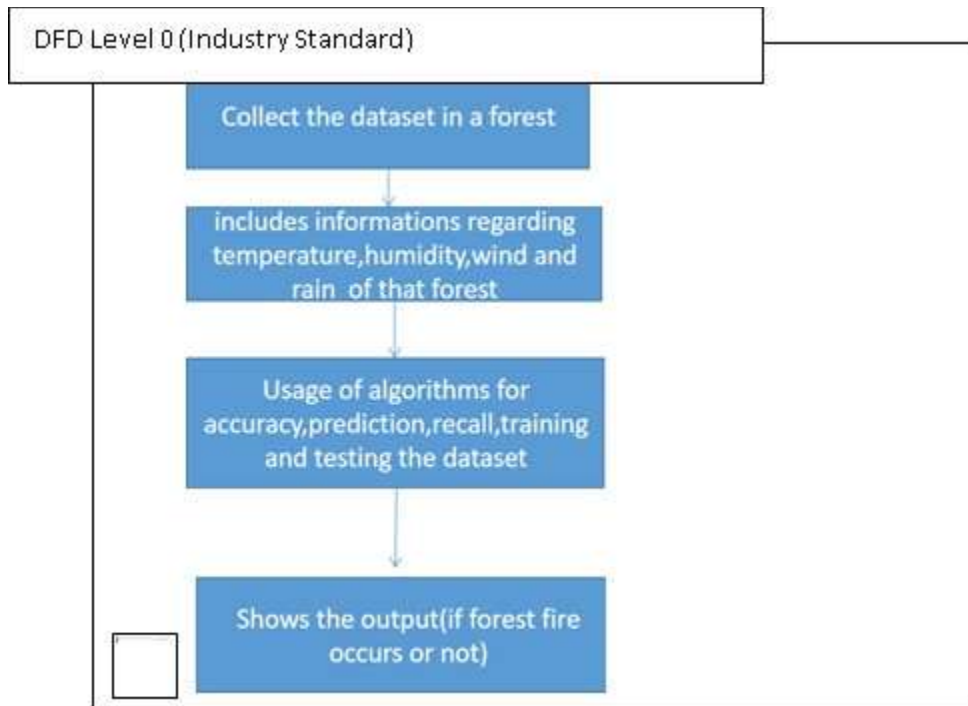 DFD Level 0 (Industry Standard)
Collect the dataset in a forest
includes informations regarding
temperature,humidity,wind and
rain of that forest
Usage of algorithms for
accuracy,prediction,recall,training
and testing the dataset
Shows the output(if forest fire
occurs or not)